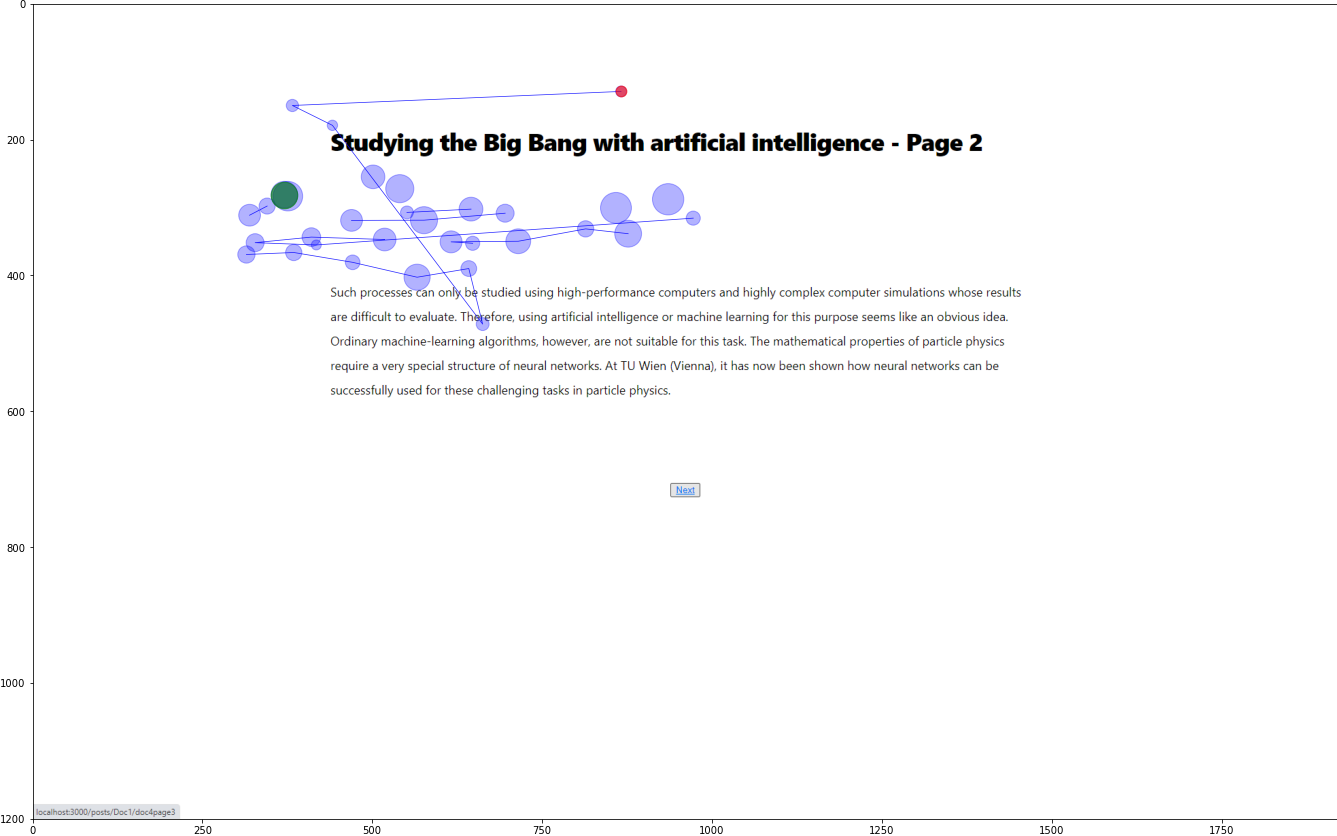 0
200
400
600
800
1000
1200
Studying the Big Bang with artificial intelligence - Page 2
Such processes can only be studied using high-performance computers and highly complex computer simulations whose results
are difficult to evaluate. Therefore, using artificial intelligence or machine learning for this purpose seems like an obvious idea.
Ordinary machine-learning algorithms, however, are not suitable for this task. The mathematical properties of particle physics
require a very special structure of neural networks. At TU Wien (Vienna), it has now been shown how neural networks can be
successfully used for these challenging tasks in particle physics.
Next
localhost:3000/posts/Doc1/doc4page3
0 250 500 750 1000 1250 1500 1750